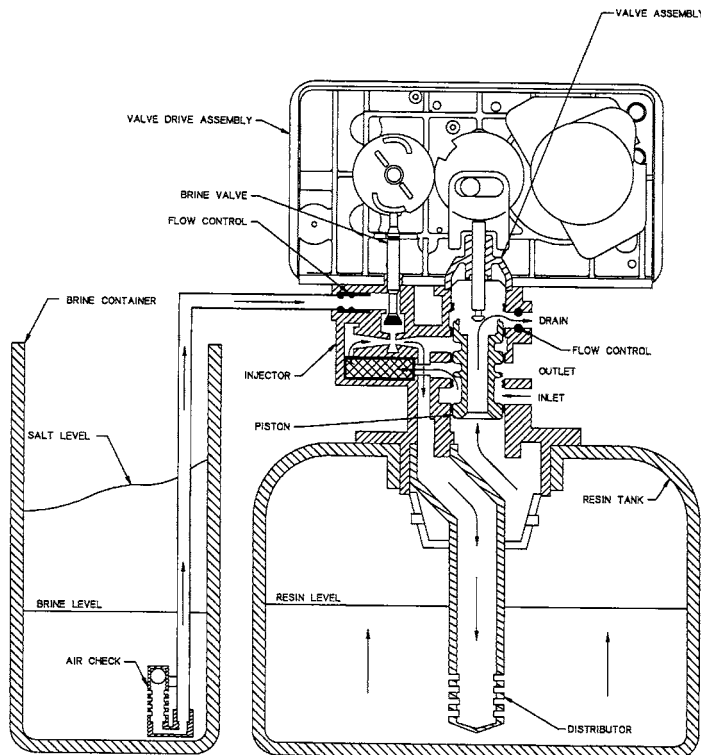 VALVE ASSEMBLY
VALVE DRIVE ASSEMBLY
BRINE VALVE
FLOW CONTROL
BRINE CONTAINER
DRAIN
INJECTOR
FLOW CONTROL
OUTLET
INLET
PISTON
SALT LEVEL
RESIN TANK
BRINE LEVEL
RESIN LEVEL
AIR CHECK
DISTRIBUTOR